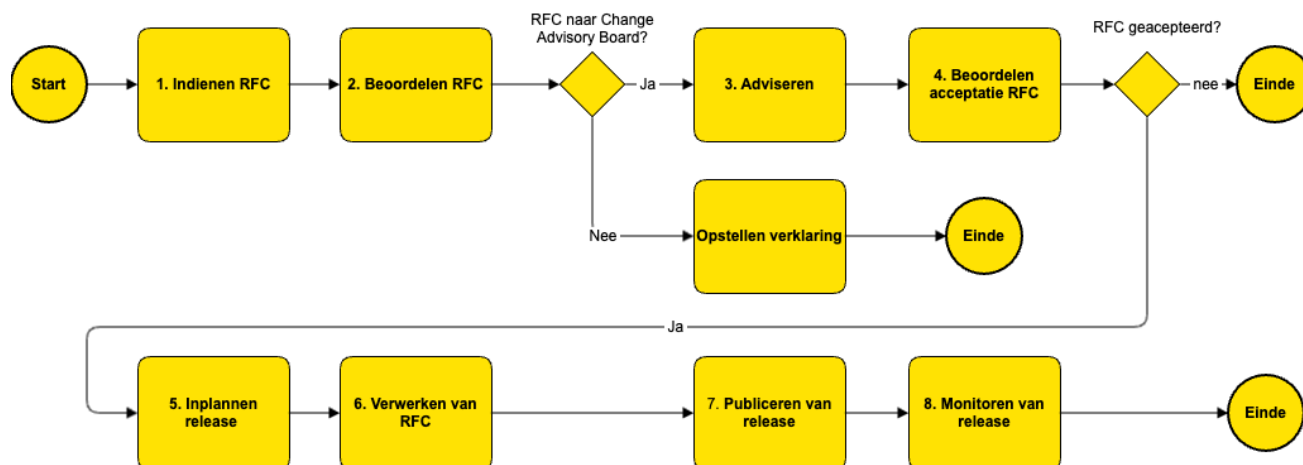 RFC naar Change
Advisory Board?
RFC geacepteerd?
Start
1. Indienen RFC
2. Beoordelen RFC
Ja
3. Adviseren
4. Beoordelen
acceptatie RFC
nee
Einde
Nee
Opstellen verklaring
Einde
Ja
5. Inplannen
release
6. Verwerken van
RFC
7. Publiceren van
release
8. Monitoren van
release
Einde